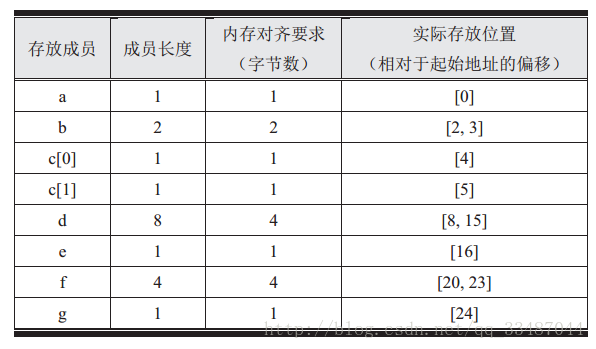 存放成员 成员长度 内存对齐要求（字节数） 实际存放位置（相对于起始地址的偏移）
a 1 1 [0]
b 2 2 [2, 3]
c[0] 1 1 [4]
c[1] 1 1 [5]
d 8 4 [8, 15]
e 1 1 [16]
f 4 4 [20, 23]
g 1 1 [24]
http://blog.csdn.net/qq_33487044